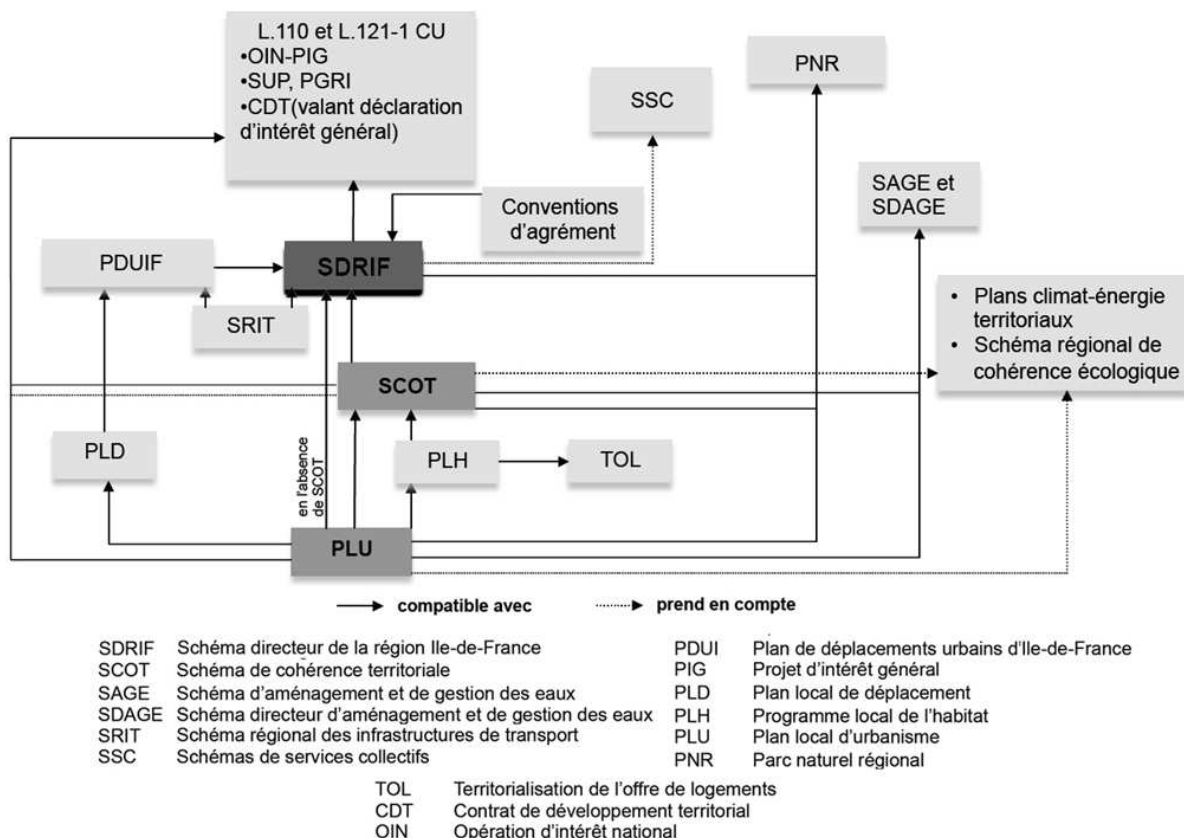 L.110 et L.121-1 CU
•OIN-PIG
•SUP, PGRI
•CDT(valant déclaration
d'intérêt général)
PNR
SSC
SAGE et
SDAGE
Conventions
d'agrément
PDUIF
SDRIF
SRIT
• Plans climat-énergie
territoriaux
• Schéma régional de
cohérence écologique
SCOT
PLD
en l'absence
de SCOT
PLH
TOL
PLU
compatible avec
prend en compte
SDRIF Schéma directeur de la région Ile-de-France
SCOT Schéma de cohérence territoriale
SAGE Schéma d'aménagement et de gestion des eaux
SDAGE Schéma directeur d'aménagement et de gestion des eaux
SRIT Schéma régional des infrastructures de transport
SSC Schémas de services collectifs
PDUI Plan de déplacements urbains d'Ile-de-France
PIG Projet d'intérêt général
PLD Plan local de déplacement
PLH Programme local de l'habitat
PLU Plan local d'urbanisme
PNR Parc naturel régional
TOL Territorialisation de l'offre de logements
CDT Contrat de développement territorial
OIN Opération d'intérêt national